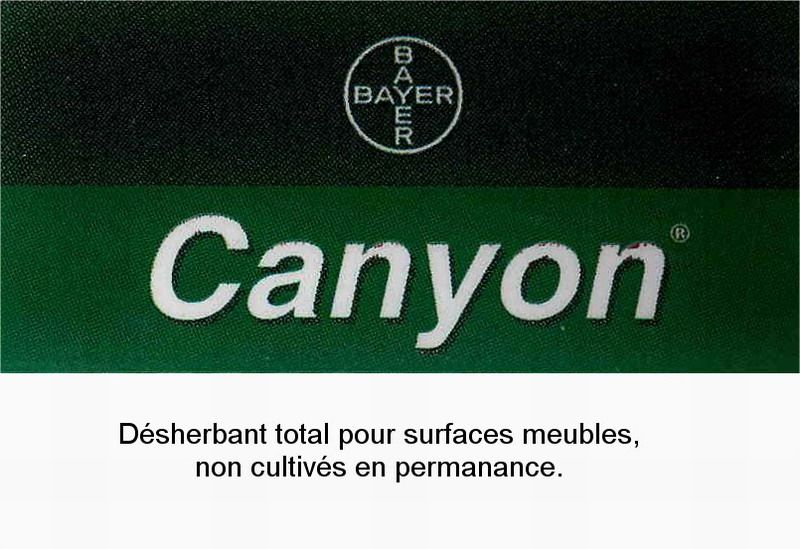 BAYER
BAYER
Canyon®
Désherbant total pour surfaces meubles,
non cultivés en permanance.